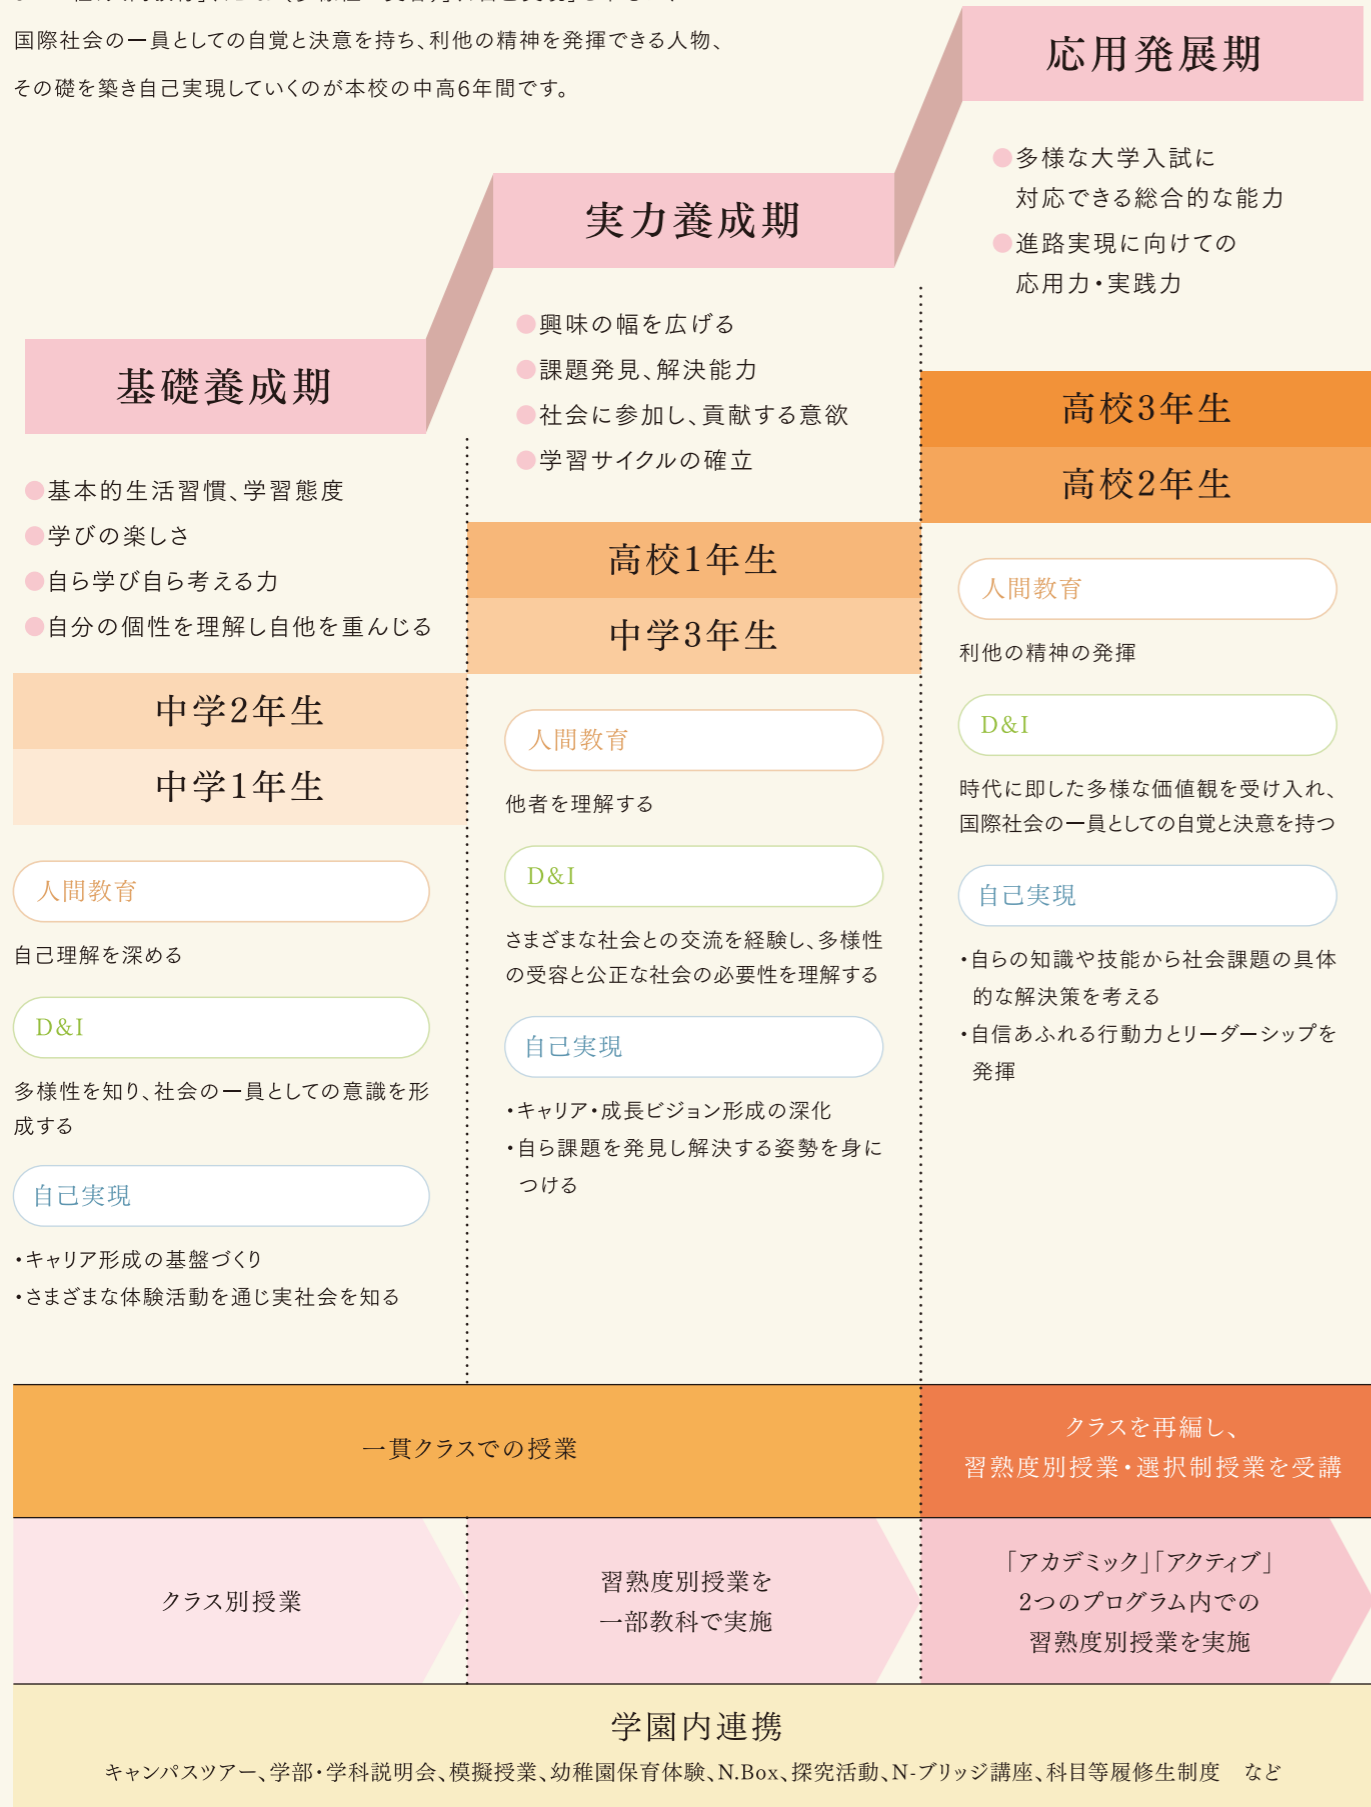 国際社会の一員としての自覚と決意を持ち、利他の精神を発揮できる人物、
その礎を築き自己実現していくのが本校の中高6年間です。
基礎養成期
●基本的生活習慣、学習態度
●学びの楽しさ
●自ら学び自ら考える力
●自分の個性を理解し自他を重んじる
中学2年生
中学1年生
人間教育
自己理解を深める
D&I
多様性を知り、社会の一員としての意識を形
成する
自己実現
・キャリア形成の基盤づくり
・さまざまな体験活動を通じ実社会を知る
実力養成期
●興味の幅を広げる
●課題発見、解決能力
●社会に参加し、貢献する意欲
●学習サイクルの確立
高校1年生
中学3年生
人間教育
他者を理解する
D&I
さまざまな社会との交流を経験し、多様性
の受容と公正な社会の必要性を理解する
自己実現
・キャリア・成長ビジョン形成の深化
・自ら課題を発見し解決する姿勢を身に
つける
応用発展期
●多様な大学入試に
対応できる総合的な能力
●進路実現に向けての
応用力・実践力
高校3年生
高校2年生
人間教育
利他の精神の発揮
D&I
時代に即した多様な価値観を受け入れ、
国際社会の一員としての自覚と決意を持つ
自己実現
・自らの知識や技能から社会課題の具体
的な解決策を考える
・自信あふれる行動力とリーダーシップを
発揮
一貫クラスでの授業
クラスを再編し、
習熟度別授業・選択制授業を受講
クラス別授業
習熟度別授業を
一部教科で実施
「アカデミック」「アクティブ」
2つのプログラム内での
習熟度別授業を実施
学園内連携
キャンパスツアー、学部・学科説明会、模擬授業、幼稚園保育体験、N.Box、探究活動、N-ブリッジ講座、科目等履修生制度　など